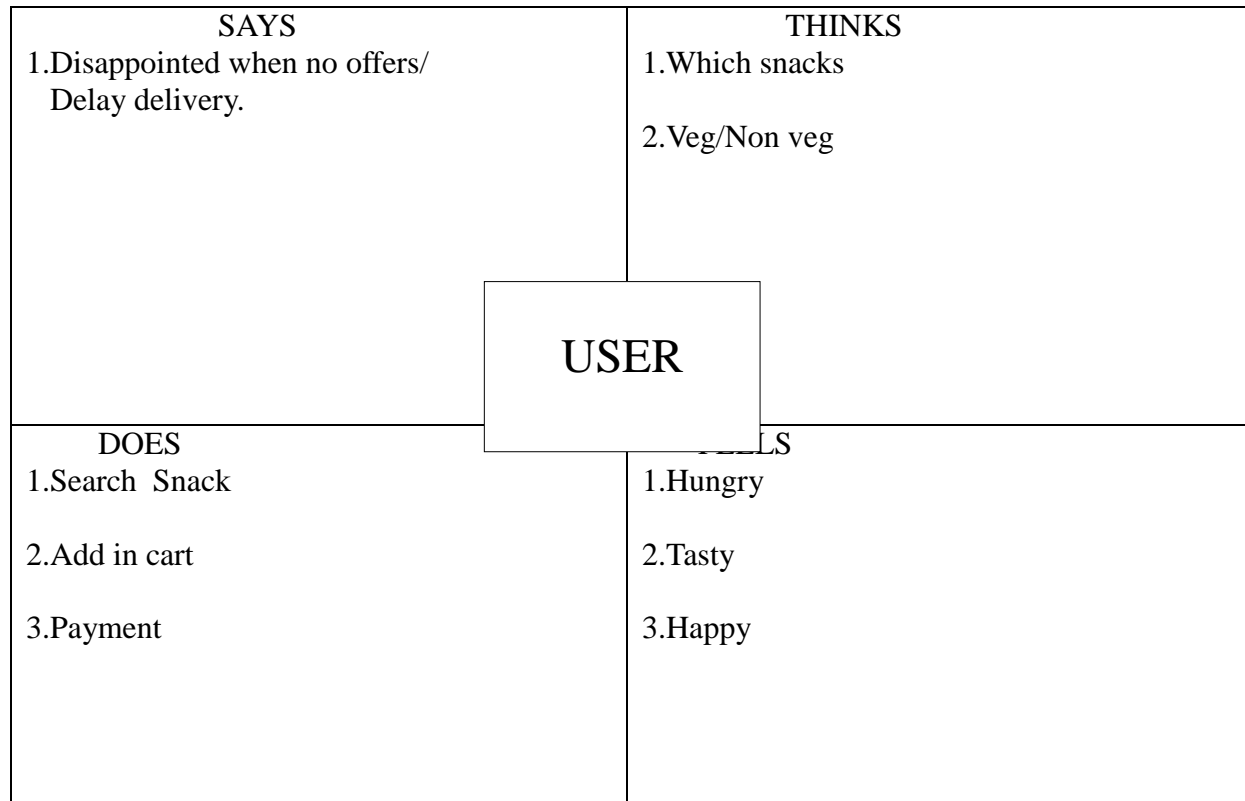 SAYS
1.Disappointed when no offers/
Delay delivery.
THINKS
1.Which snacks
2.Veg/Non veg
USER
DOES
1.Search  Snack
2.Add in cart
3.Payment
FEELS
1.Hungry
2.Tasty
3.Happy